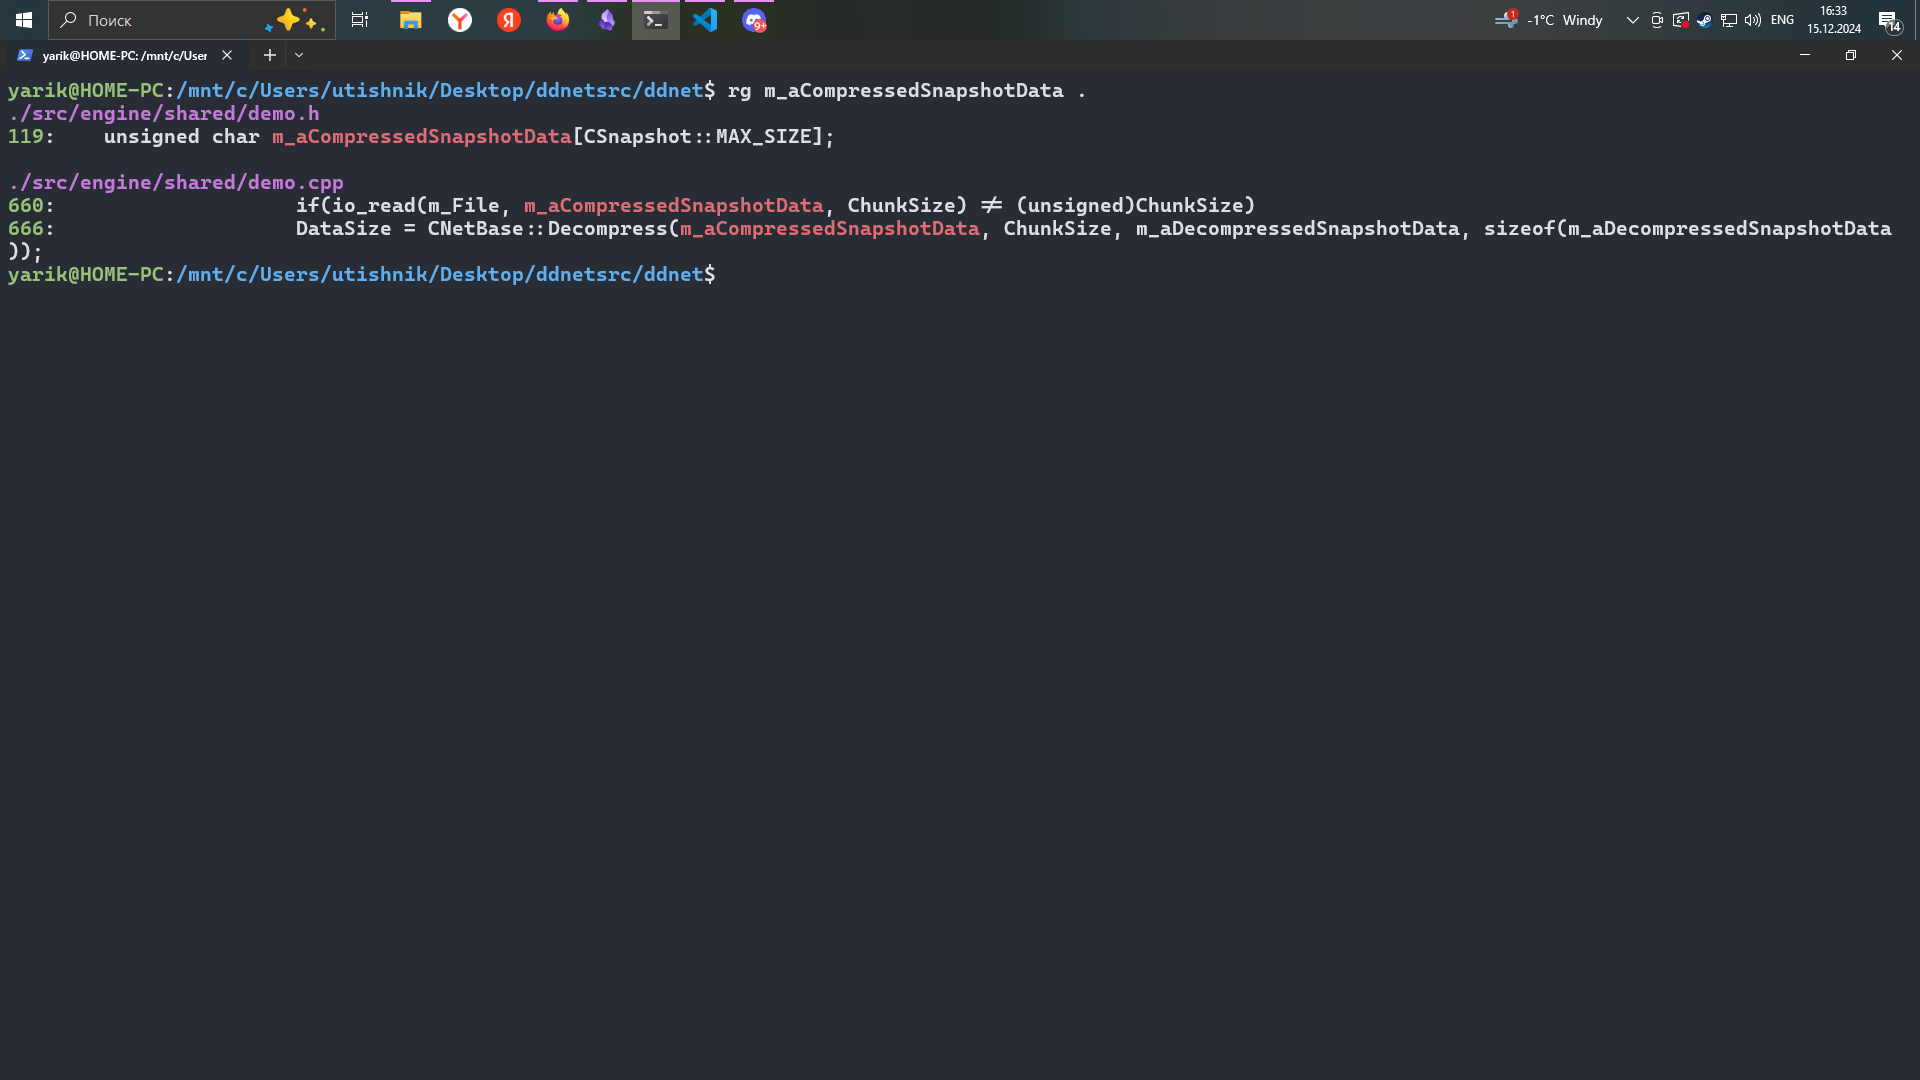 Поиск
9+
1
-1°C Windy
ENG
16:33
15.12.2024
14
yarik@HOME-PC: /mnt/c/User
yarik@HOME-PC:/mnt/c/Users/utishnik/Desktop/ddnetsrc/ddnet$ rg m_aCompressedSnapshotData .
./src/engine/shared/demo.h
119:    unsigned char m_aCompressedSnapshotData[CSnapshot::MAX_SIZE];
./src/engine/shared/demo.cpp
660:                    if(io_read(m_File, m_aCompressedSnapshotData, ChunkSize) != (unsigned)ChunkSize)
666:                    DataSize = CNetBase::Decompress(m_aCompressedSnapshotData, ChunkSize, m_aDecompressedSnapshotData, sizeof(m_aDecompressedSnapshotData
));
yarik@HOME-PC:/mnt/c/Users/utishnik/Desktop/ddnetsrc/ddnet$